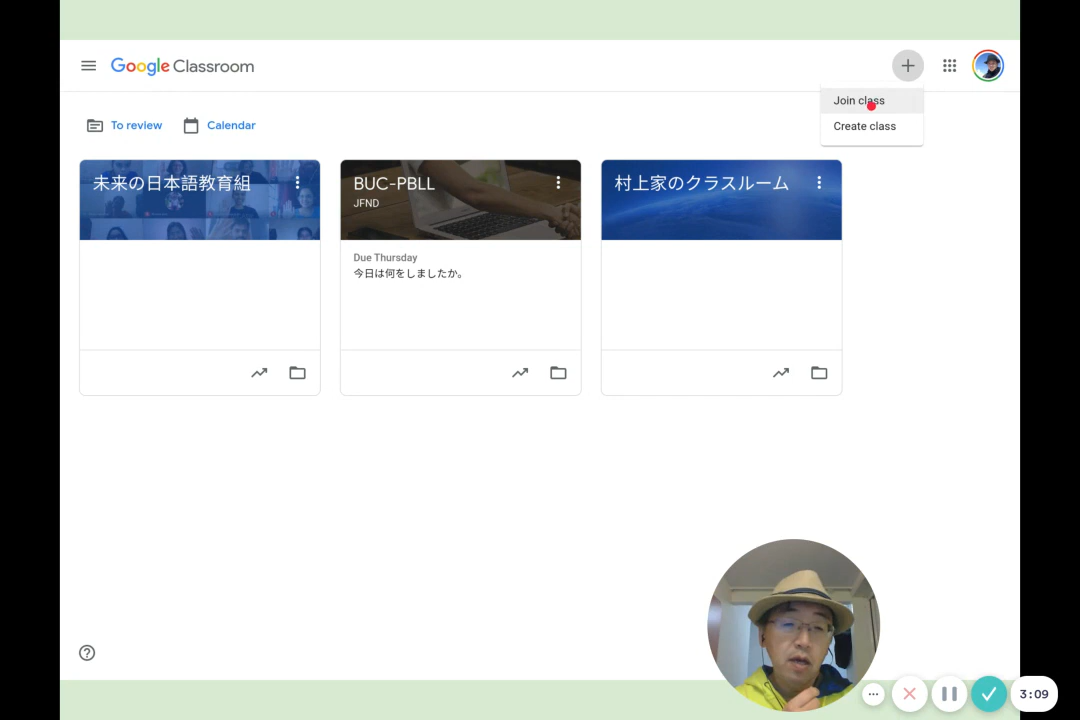 Google Classroom
Join class
Create class
To review
Calendar
未来の日本語教育組
BUC-PBLL
JFND
村上家のクラスルーム
Due Thursday
今日は何をしましたか。
3:09